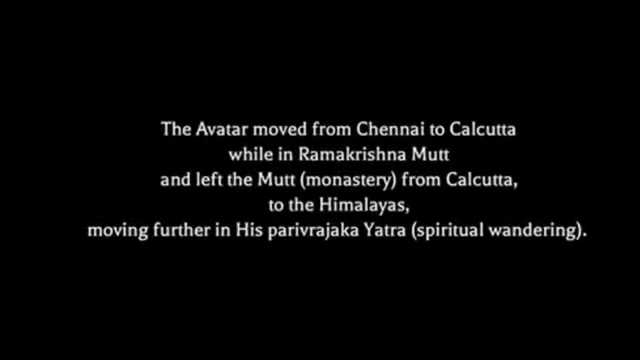 The Avatar moved from Chennai to Calcutta
while in Ramakrishna Mutt
and left the Mutt (monastery) from Calcutta,
to the Himalayas,
moving further in His parivrajaka Yatra (spiritual wandering).